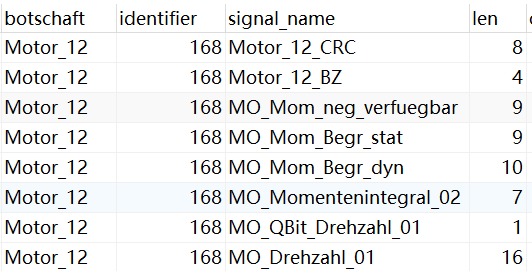 botschaft identifier signal_name len
Motor_12 168 Motor_12_CRC 8
Motor_12 168 Motor_12_BZ 4
Motor_12 168 MO_Mom_neg_verfuegbar 9
Motor_12 168 MO_Mom_Begr_stat 9
Motor_12 168 MO_Mom_Begr_dyn 10
Motor_12 168 MO_Momentenintegral_02 7
Motor_12 168 MO_QBit_Drehzahl_01 1
Motor_12 168 MO_Drehzahl_01 16